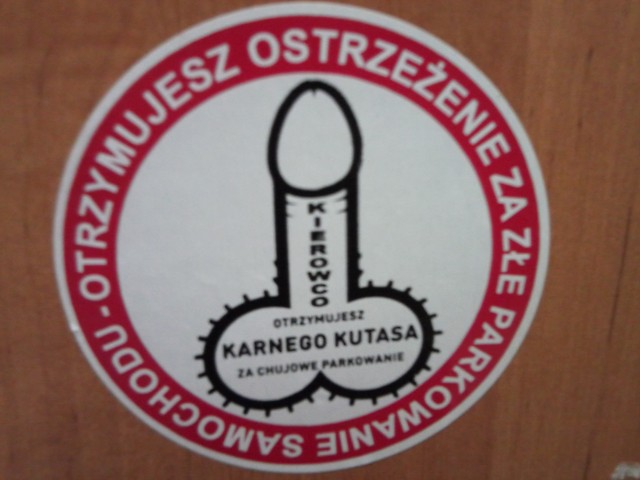 OTRZYMUJESZ OSTRZEŻENIE ZA ZŁE PARKOWANIE SAMOCHODU -
KIEROWCO
OTRZYMUJESZ
KARNEGO KUTASA
ZA CHUJOWE PARKOWANIE